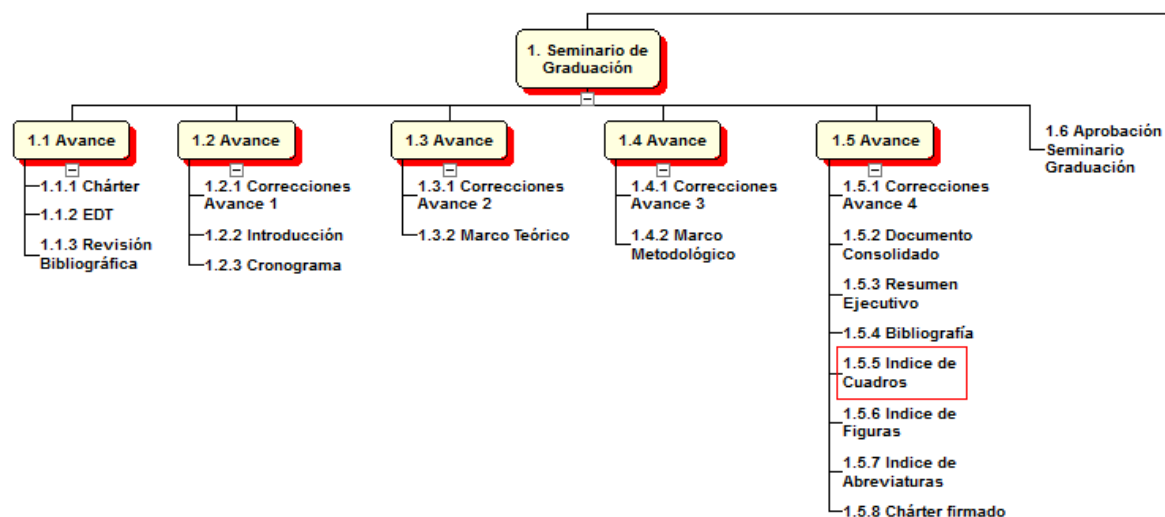 1. Seminario de
Graduación
1.1 Avance
1.1.1 Chárter
1.1.2 EDT
1.1.3 Revisión
Bibliográfica
1.2 Avance
1.2.1 Correcciones
Avance 1
1.2.2 Introducción
1.2.3 Cronograma
1.3 Avance
1.3.1 Correcciones
Avance 2
1.3.2 Marco Teórico
1.4 Avance
1.4.1 Correcciones
Avance 3
1.4.2 Marco
Metodológico
1.5 Avance
1.5.1 Correcciones
Avance 4
1.5.2 Documento
Consolidado
1.5.3 Resumen
Ejecutivo
1.5.4 Bibliografía
1.5.5 Indice de
Cuadros
1.5.6 Indice de
Figuras
1.5.7 Indice de
Abreviaturas
1.5.8 Chárter firmado
1.6 Aprobación
Seminario
Graduación